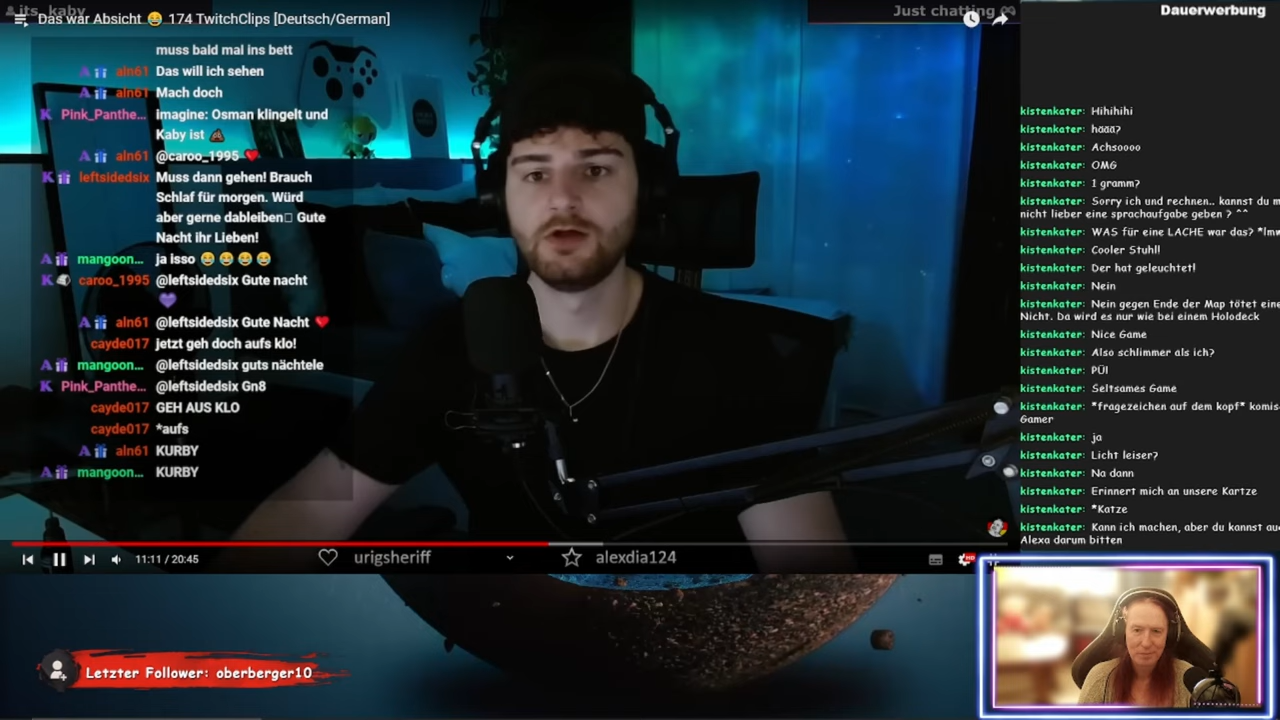 its_kaby
Just chatting
Das war Absicht 😂 174 TwitchClips [Deutsch/German]
Dauerwerbung
muss bald mal ins bett
aln61 Das will ich sehen
aln61 Mach doch
Pink_Panthe... imagine: Osman klingelt und
Kaby ist 💩
aln61 @caroo_1995 ❤️
leftsidedsix Muss dann gehen! Brauch
Schlaf für morgen. Würd
aber gerne dableiben Gute
Nacht ihr Lieben!
mangoon... ja isso 😂😂😂😂
caroo_1995 @leftsidedsix Gute nacht
💜
aln61 @leftsidedsix Gute Nacht ❤️
cayde017 jetzt geh doch aufs klo!
mangoon... @leftsidedsix guts nächtele
Pink_Panthe... @leftsidedsix Gn8
cayde017 GEH AUS KLO
cayde017 *aufs
aln61 KURBY
mangoon... KURBY
kistenkater: Hihihihi
kistenkater: häää?
kistenkater: Achsoooo
kistenkater: OMG
kistenkater: 1 gramm?
kistenkater: Sorry ich und rechnen.. kannst du m
nicht lieber eine sprachaufgabe geben ? ^^
kistenkater: WAS für eine LACHE war das? *lmw
kistenkater: Cooler Stuhl!
kistenkater: Der hat geleuchtet!
kistenkater: Nein
kistenkater: Nein gegen Ende der Map tötet eine
Nicht. Da wird es nur wie bei einem Holodeck
kistenkater: Nice Game
kistenkater: Also schlimmer als ich?
kistenkater: PÜ!
kistenkater: Seltsames Game
kistenkater: *fragezeichen auf dem kopf* komis
Gamer
kistenkater: ja
kistenkater: Licht leiser?
kistenkater: Na dann
kistenkater: Erinnert mich an unsere Kartze
kistenkater: *Katze
kistenkater: Kann ich machen, aber du kannst auc
Alexa darum bitten
11:11 / 20:45
urigsheriff
alexdia124
HD
Letzter Follower: oberberger10